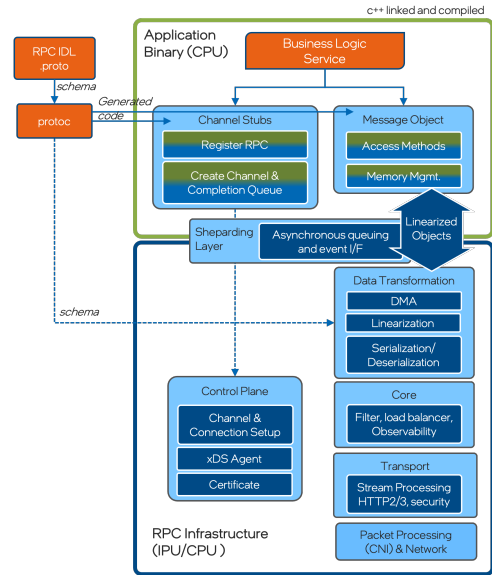 c++ linked and compiled
Application
Binary (CPU)
Business Logic
Service
RPC IDL
.proto
schema
protoc
Generated
code
Channel Stubs
Register RPC
Create Channel &
Completion Queue
Message Object
Access Methods
Memory Mgmt.
Sheparding
Layer
Asynchronous queuing
and event I/F
Linearized
Objects
Data Transformation
DMA
Linearization
Serialization/
Deserialization
schema
Control Plane
Channel &
Connection Setup
xDS Agent
Certificate
Core
Filter, load balancer,
Observability
Transport
Stream Processing
HTTP2/3, security
Packet Processing
(CNI) & Network
RPC Infrastructure
(IPU/CPU )